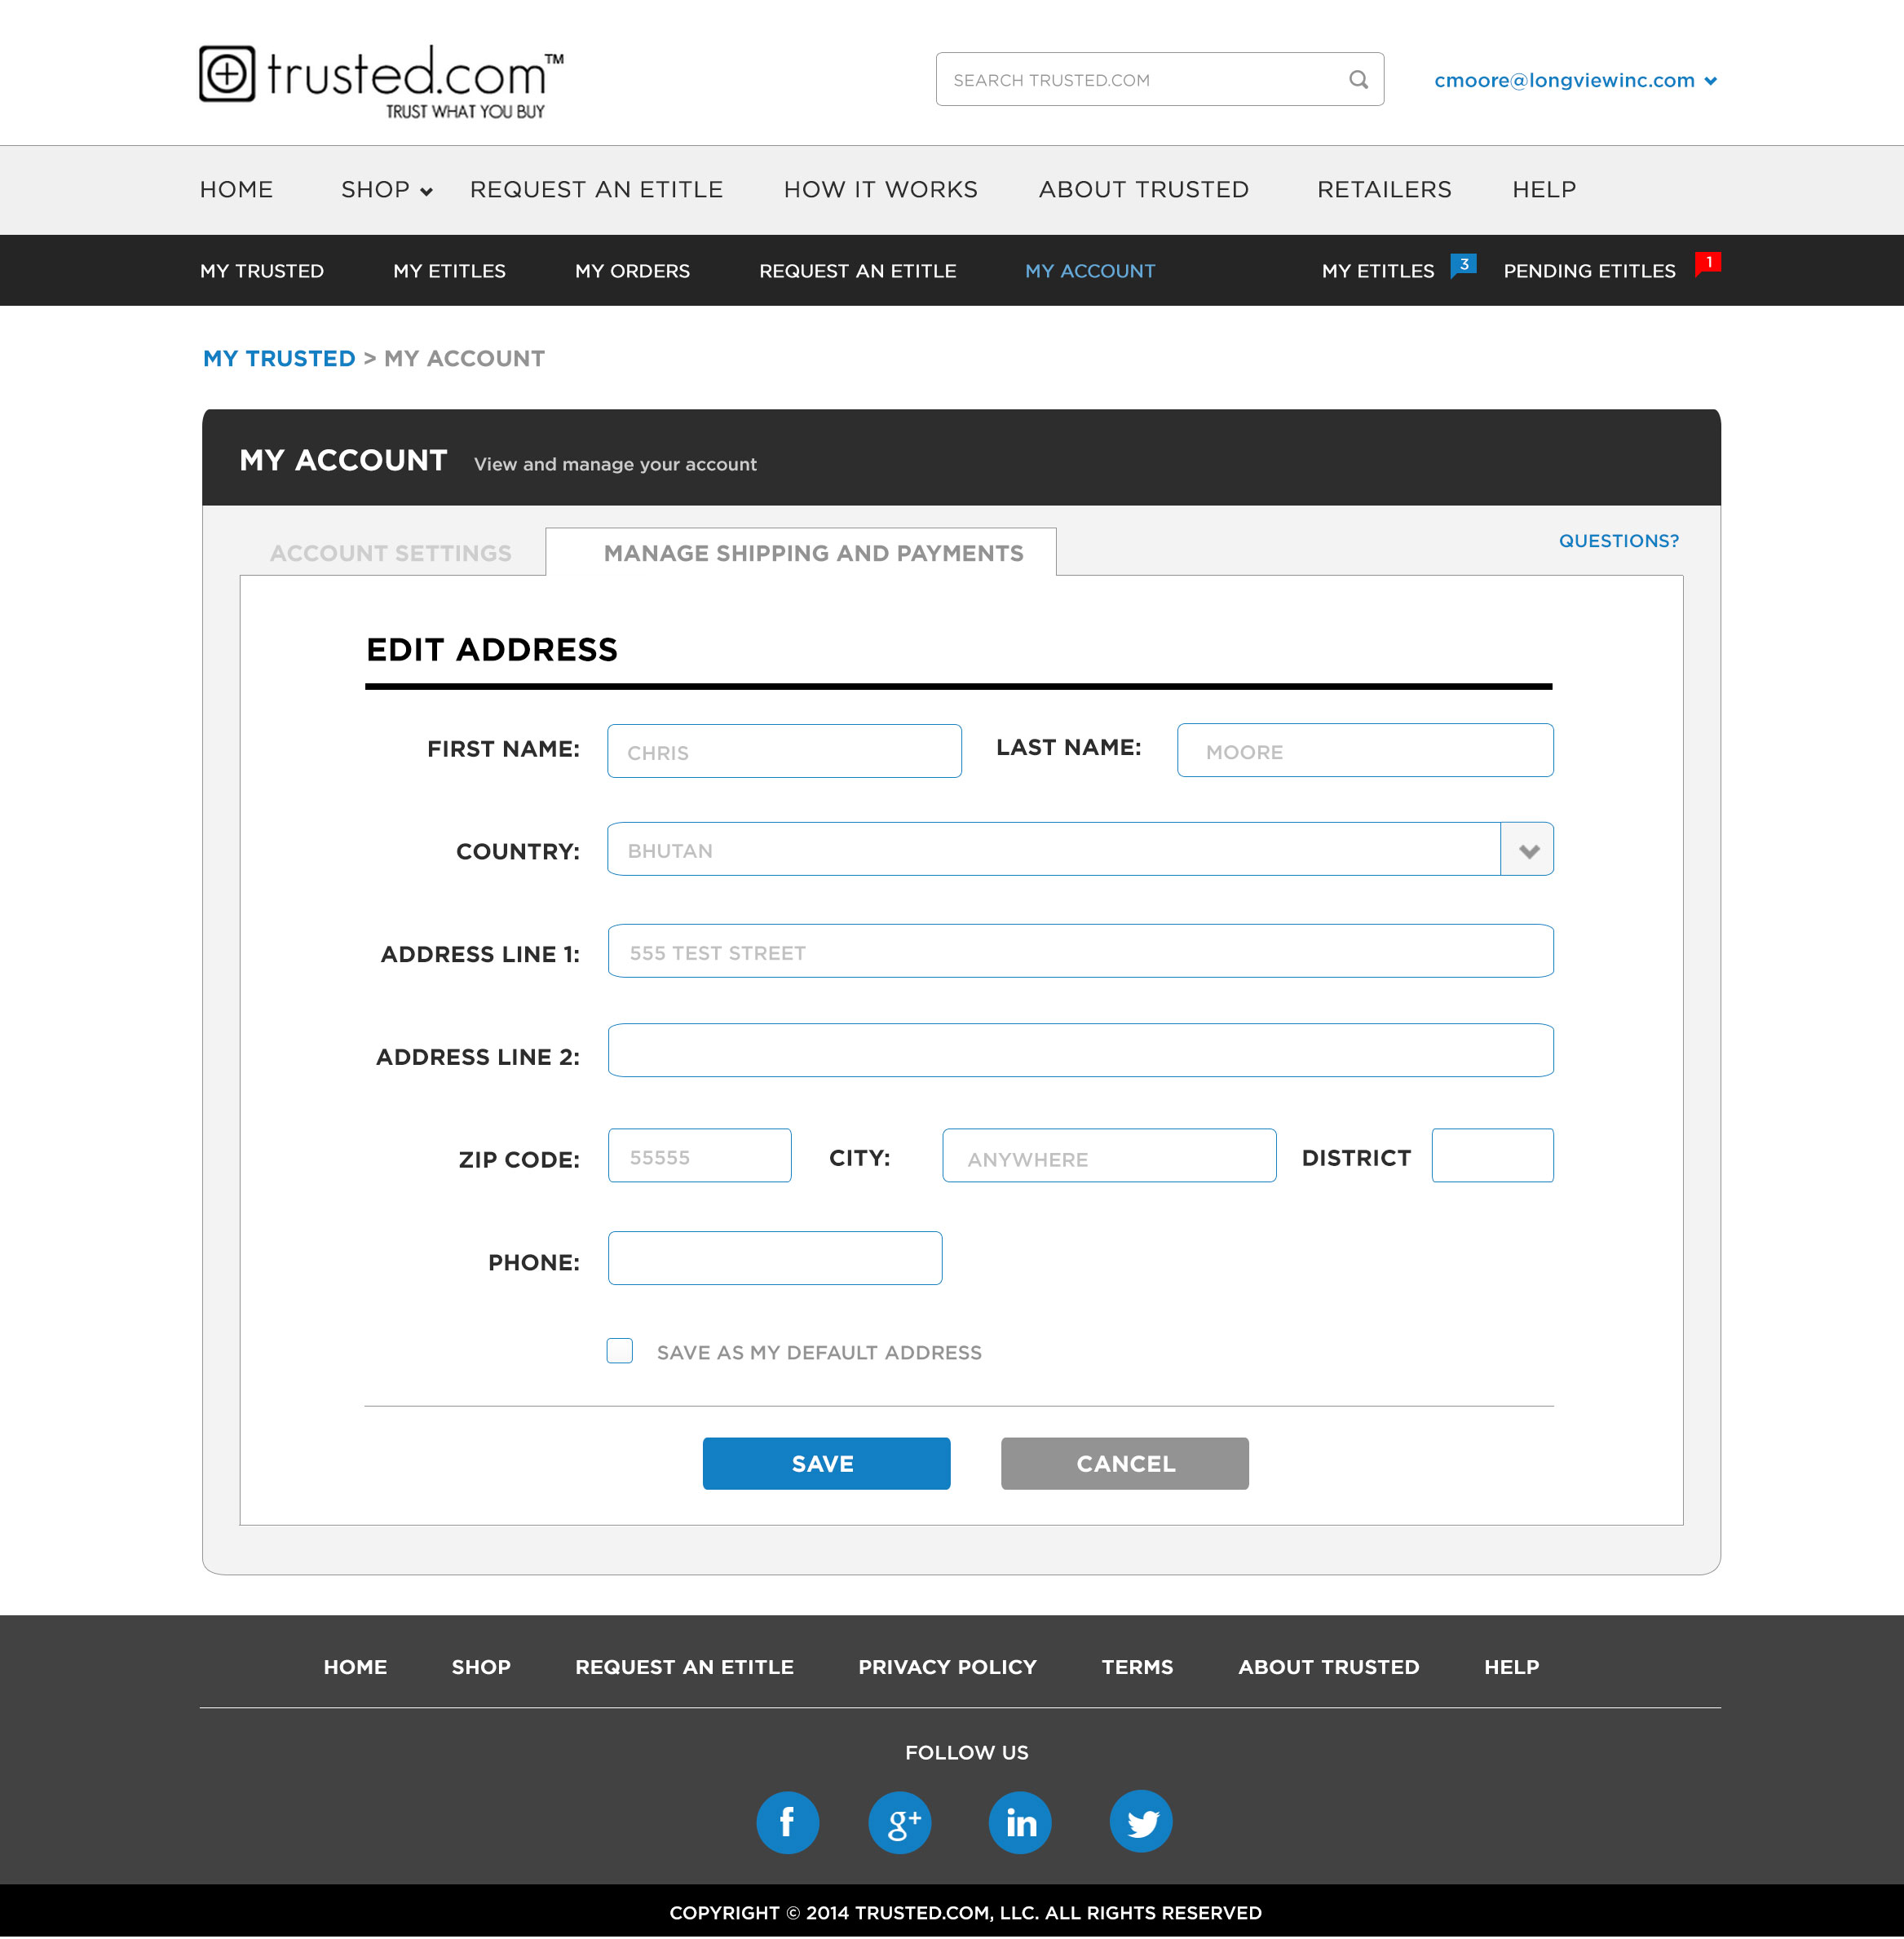 trusted.com™
TRUST WHAT YOU BUY
SEARCH TRUSTED.COM
cmoore@longviewinc.com
HOME SHOP REQUEST AN ETITLE HOW IT WORKS ABOUT TRUSTED RETAILERS HELP
MY TRUSTED MY ETITLES MY ORDERS REQUEST AN ETITLE MY ACCOUNT MY ETITLES 3 PENDING ETITLES 1
MY TRUSTED > MY ACCOUNT
MY ACCOUNT View and manage your account
ACCOUNT SETTINGS MANAGE SHIPPING AND PAYMENTS QUESTIONS?
EDIT ADDRESS
FIRST NAME: CHRIS LAST NAME: MOORE
COUNTRY: BHUTAN
ADDRESS LINE 1: 555 TEST STREET
ADDRESS LINE 2:
ZIP CODE: 55555 CITY: ANYWHERE DISTRICT
PHONE:
SAVE AS MY DEFAULT ADDRESS
SAVE CANCEL
HOME SHOP REQUEST AN ETITLE PRIVACY POLICY TERMS ABOUT TRUSTED HELP
FOLLOW US
f g+ in
COPYRIGHT © 2014 TRUSTED.COM, LLC. ALL RIGHTS RESERVED